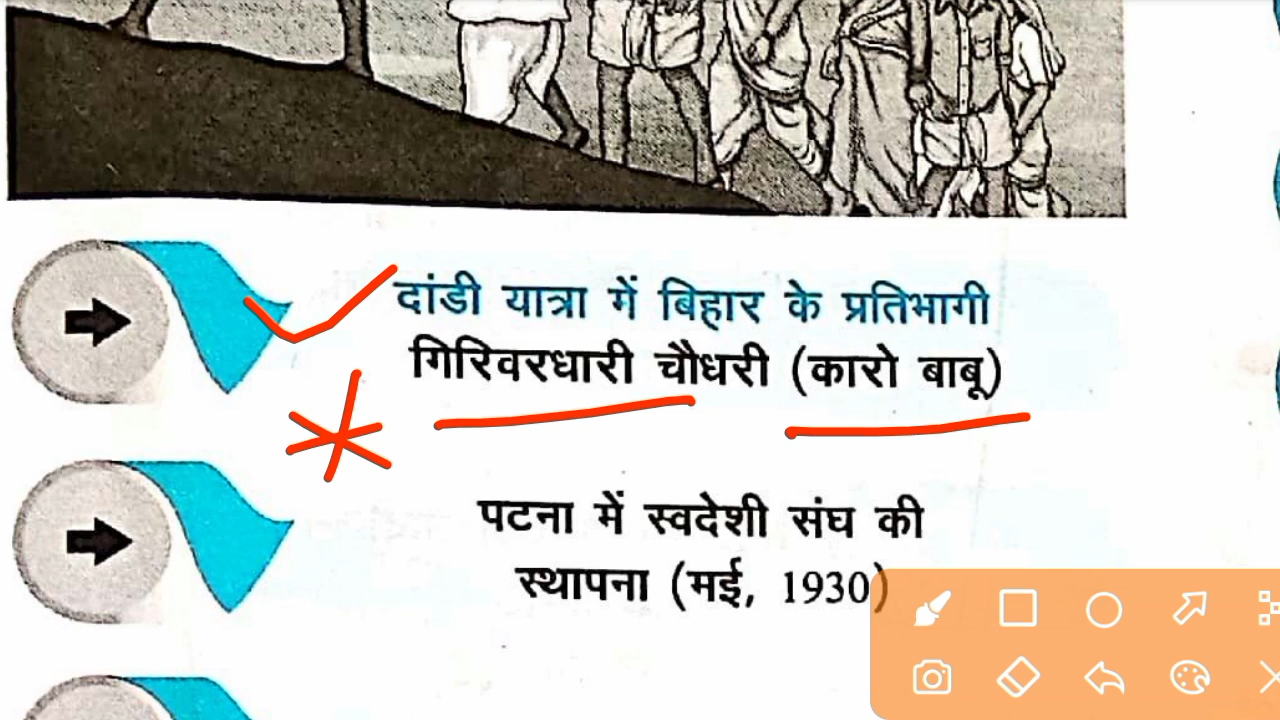 दांडी यात्रा में बिहार के प्रतिभागी
गिरिवरधारी चौधरी (कारो बाबू)
पटना में स्वदेशी संघ की
स्थापना (मई, 1930)